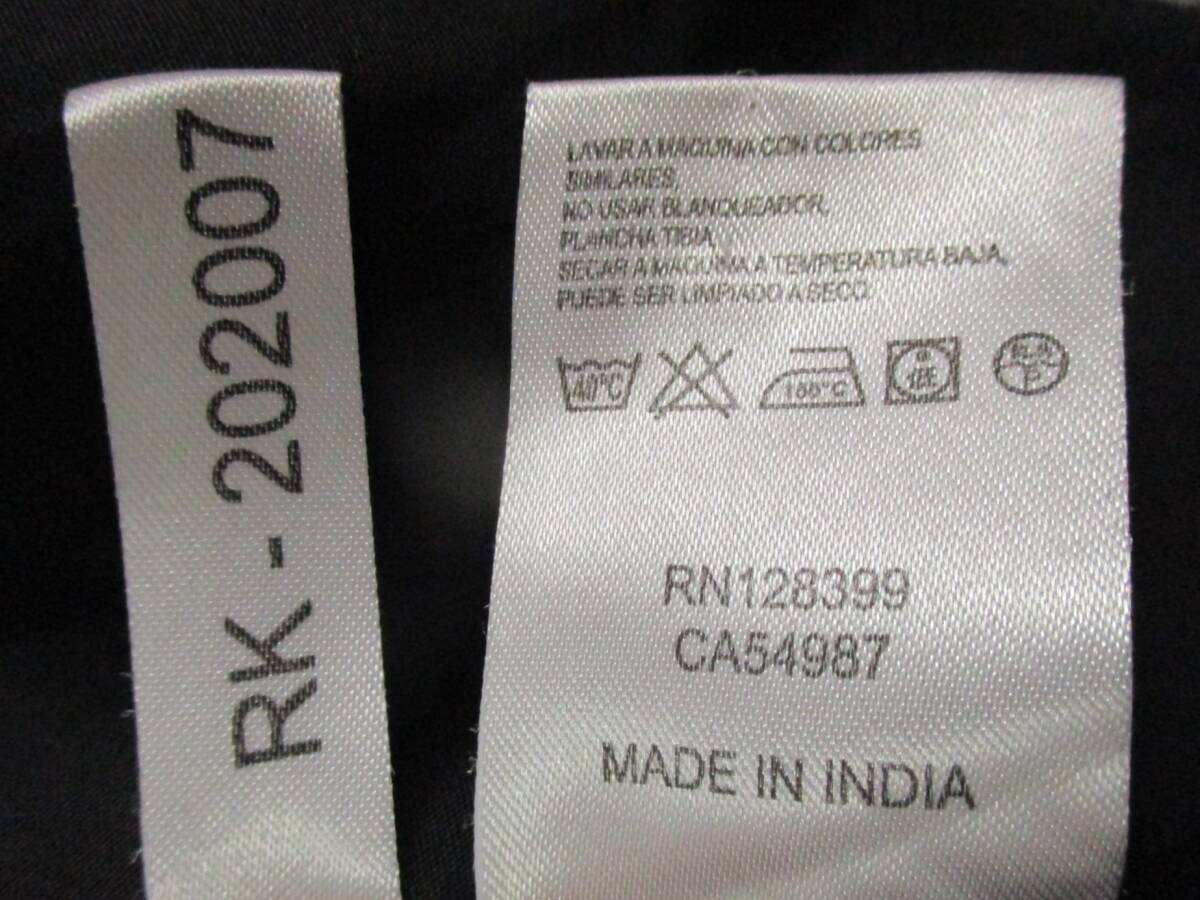 RK - 202007
LAVAR A MAQUINA CON COLORES
SIMILARES,
NO USAR BLANQUEADOR,
PLANCHA TIBIA,
SECAR A MAQUINA A TEMPERATURA BAJA,
PUEDE SER LIMPIADO A SECO.
40°C
100°C
RN128399
CA54987
MADE IN INDIA